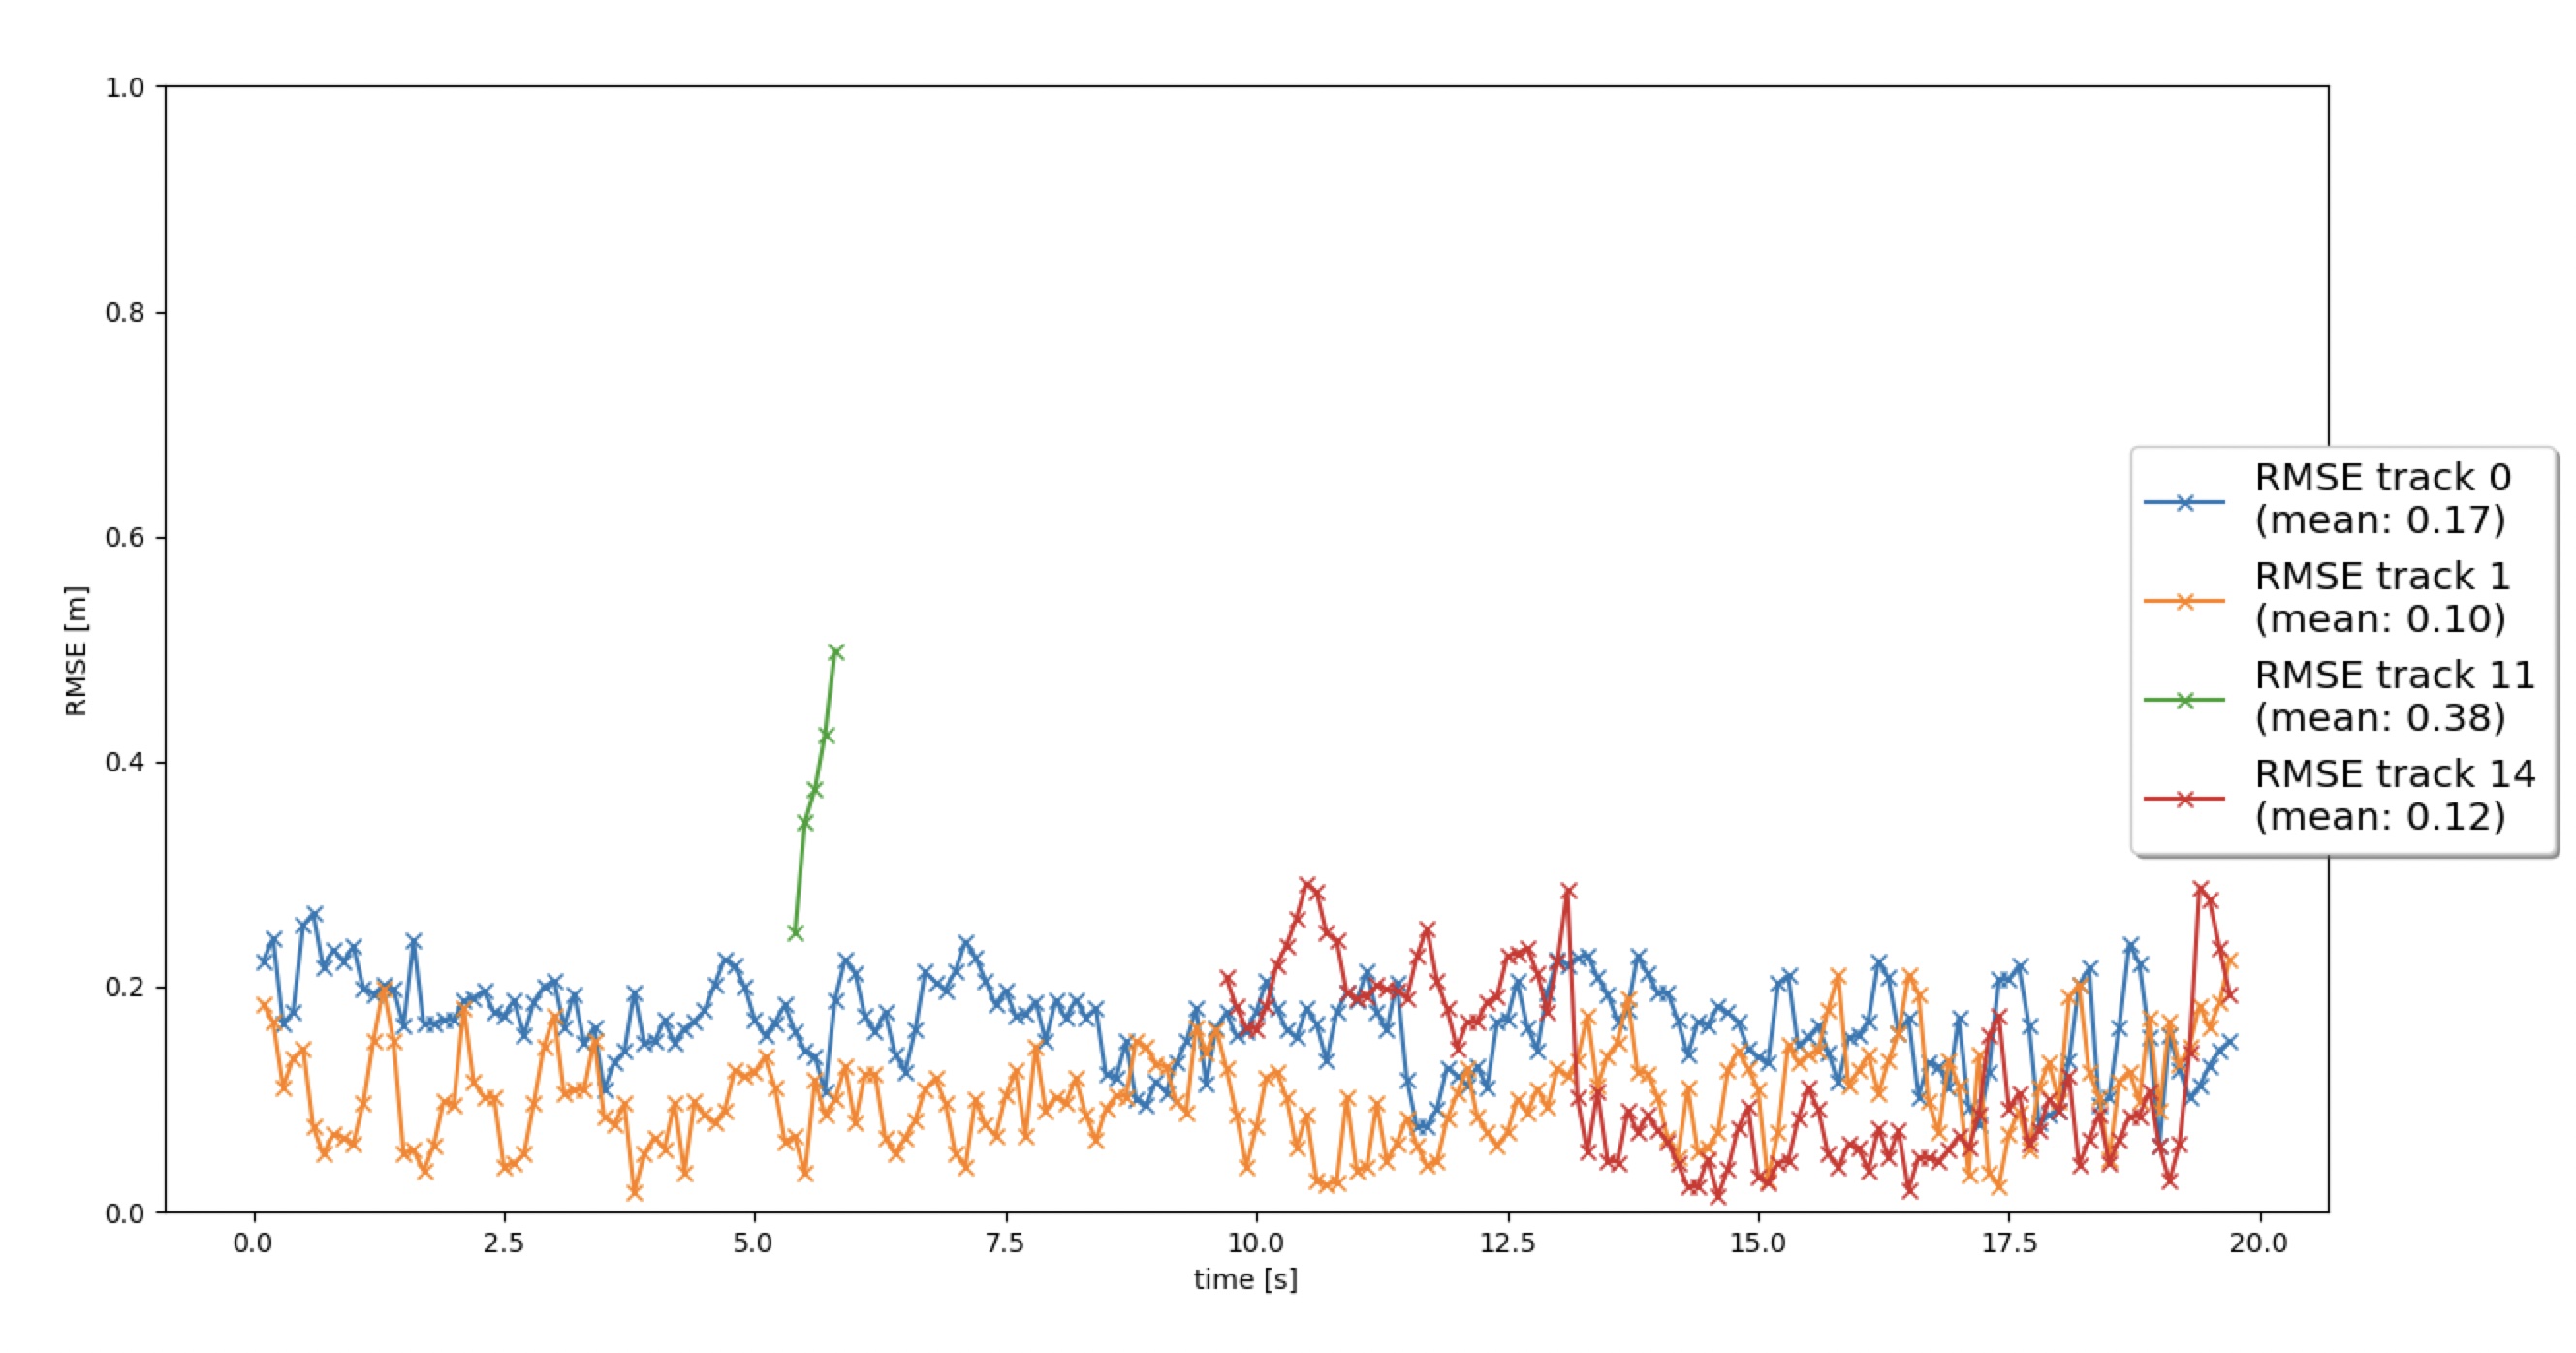 1.0
0.8
0.6
0.4
0.2
0.0
RMSE [m]
0.0 2.5 5.0 7.5 10.0 12.5 15.0 17.5 20.0
time [s]
RMSE track 0
(mean: 0.17)
RMSE track 1
(mean: 0.10)
RMSE track 11
(mean: 0.38)
RMSE track 14
(mean: 0.12)